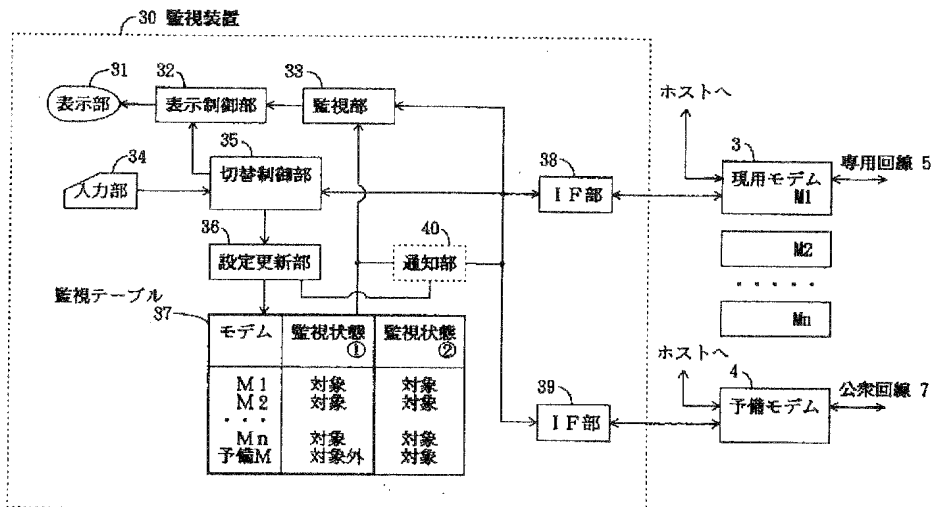 30 監視装置
31
表示部
32
表示制御部
33
監視部
34
入力部
35
切替制御部
36
設定更新部
40
通知部
38
IF部
39
IF部
ホストへ
3
現用モデム
M1
専用回線 5
M2
・・・・・
Mn
ホストへ
4
予備モデム
公衆回線 7
監視テーブル
37
モデム 監視状態① 監視状態②
M1 対象 対象
M2 対象 対象
・・・
Mn 対象 対象
予備M 対象外 対象